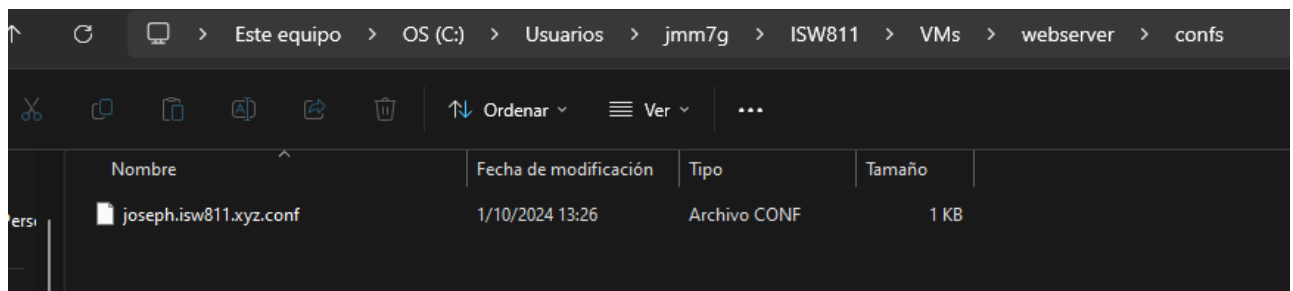 Este equipo > OS (C:) > Usuarios > jmm7g > ISW811 > VMs > webserver > confs
Ordenar Ver ...
Nombre Fecha de modificación Tipo Tamaño
joseph.isw811.xyz.conf 1/10/2024 13:26 Archivo CONF 1 KB
Pers